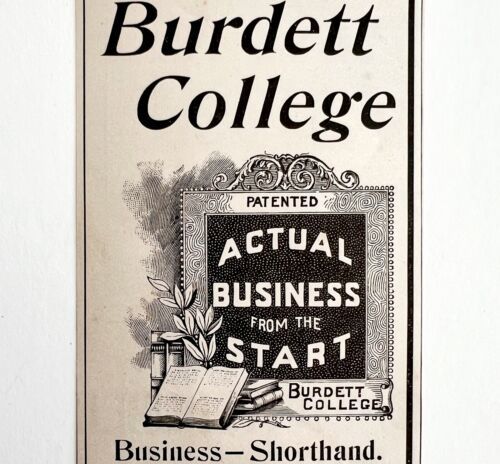 Burdett
College
PATENTED
ACTUAL
BUSINESS
FROM THE
START
BURDETT
COLLEGE
Business – Shorthand.